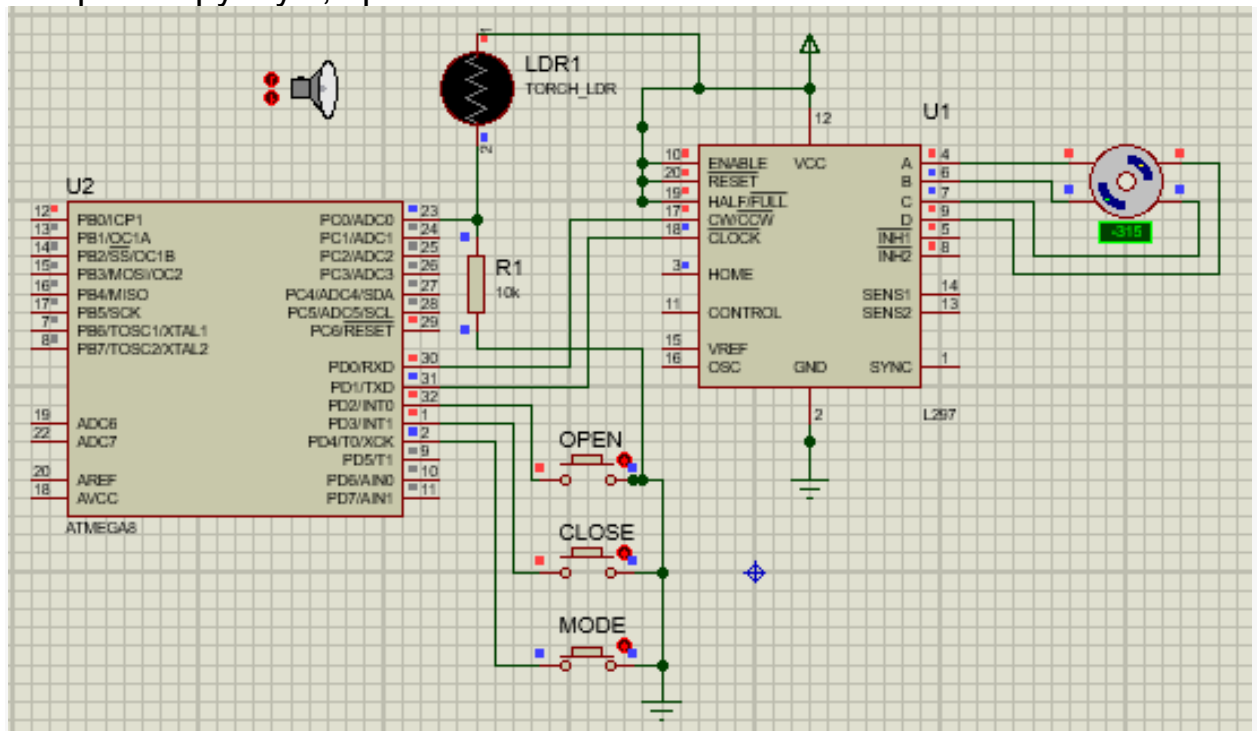 LDR1
TORCH_LDR
U1
12
U2
10 ENABLE VCC A 4
20 RESET B 6
19 HALF/FULL C 7
17 CW/CCW D 9
18 CLOCK INH1 5
INH2 8
3 HOME
SENS1 14
11 CONTROL SENS2 13
15 VREF
16 OSC GND SYNC 1
2
L297
-315
12 PB0/ICP1 PC0/ADC0 23
13 PB1/OC1A PC1/ADC1 24
14 PB2/SS/OC1B PC2/ADC2 25
15 PB3/MOSI/OC2 PC3/ADC3 26
16 PB4/MISO PC4/ADC4/SDA 27
17 PB5/SCK PC5/ADC5/SCL 28
7 PB6/TOSC1/XTAL1 PC6/RESET 29
8 PB7/TOSC2/XTAL2
PD0/RXD 30
PD1/TXD 31
PD2/INT0 32
19 ADC6 PD3/INT1 1
22 ADC7 PD4/T0/XCK 2
PD5/T1 9
20 AREF PD6/AIN0 10
18 AVCC PD7/AIN1 11
ATMEGA8
R1
10k
1
2
OPEN
CLOSE
MODE